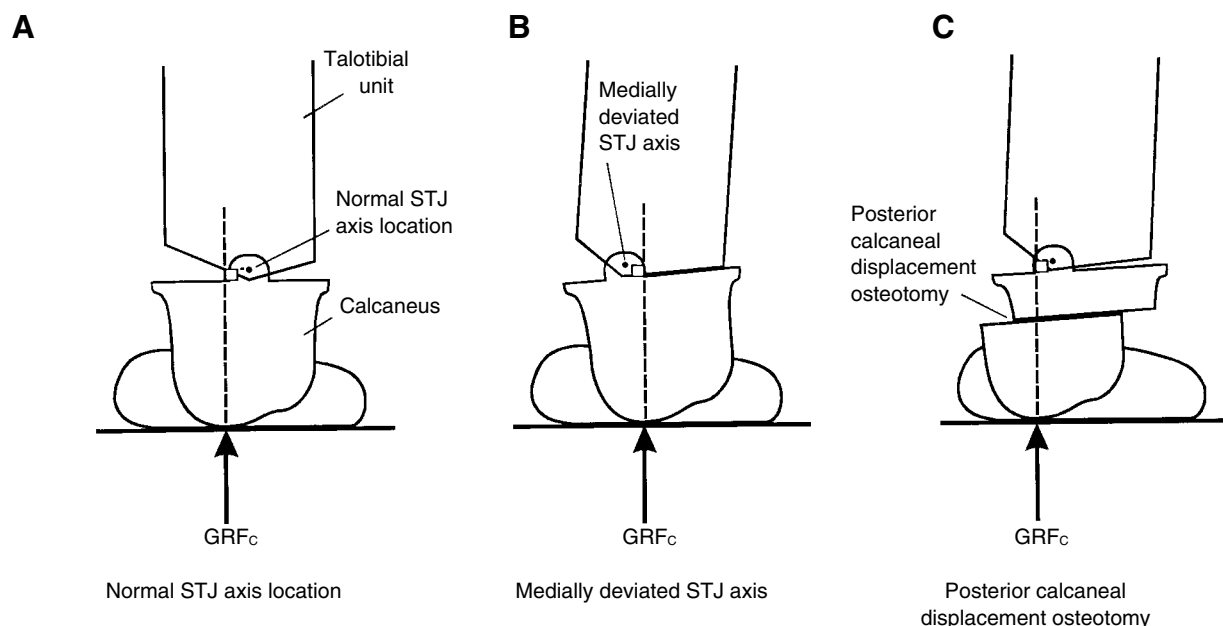 A
Talotibial
unit
Normal STJ
axis location
Calcaneus
GRFC
Normal STJ axis location
B
Medially
deviated
STJ axis
GRFC
Medially deviated STJ axis
C
Posterior
calcaneal
displacement
osteotomy
GRFC
Posterior calcaneal
displacement osteotomy